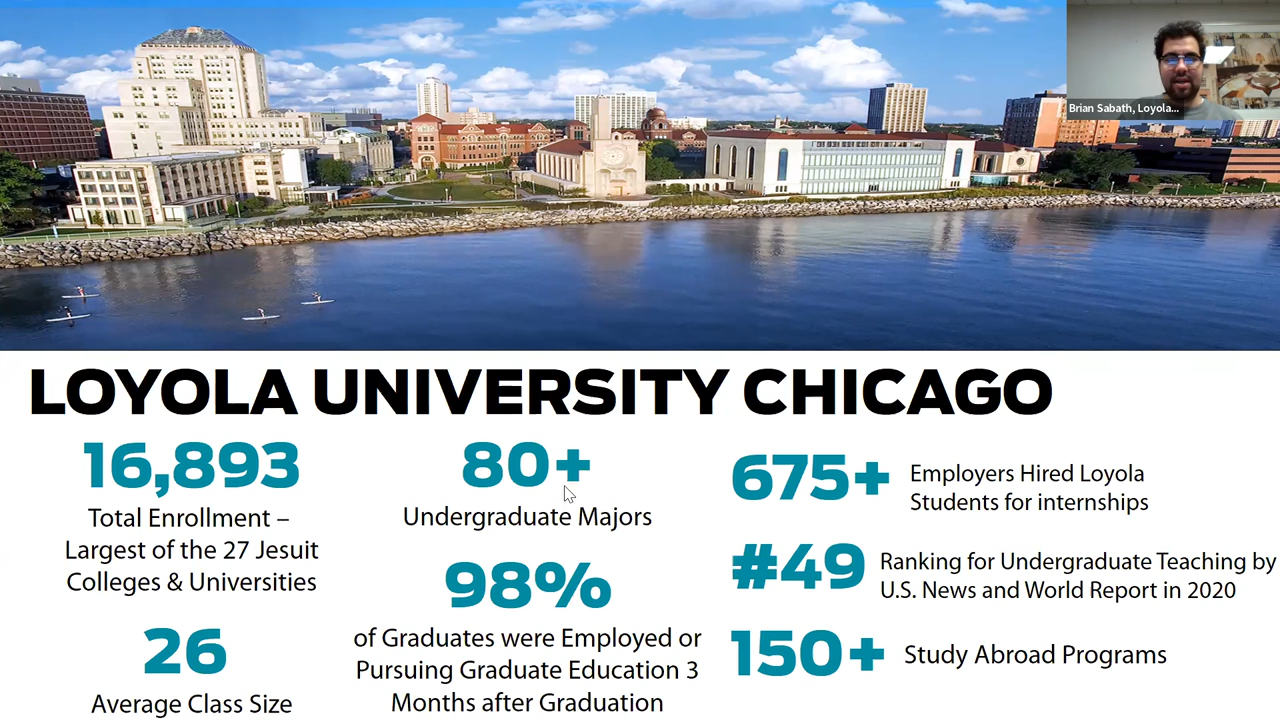 Brian Sabath, Loyola...
LOYOLA UNIVERSITY CHICAGO
16,893
Total Enrollment –
Largest of the 27 Jesuit
Colleges & Universities
26
Average Class Size
80+
Undergraduate Majors
98%
of Graduates were Employed or
Pursuing Graduate Education 3
Months after Graduation
675+
Employers Hired Loyola
Students for internships
#49
Ranking for Undergraduate Teaching by
U.S. News and World Report in 2020
150+
Study Abroad Programs